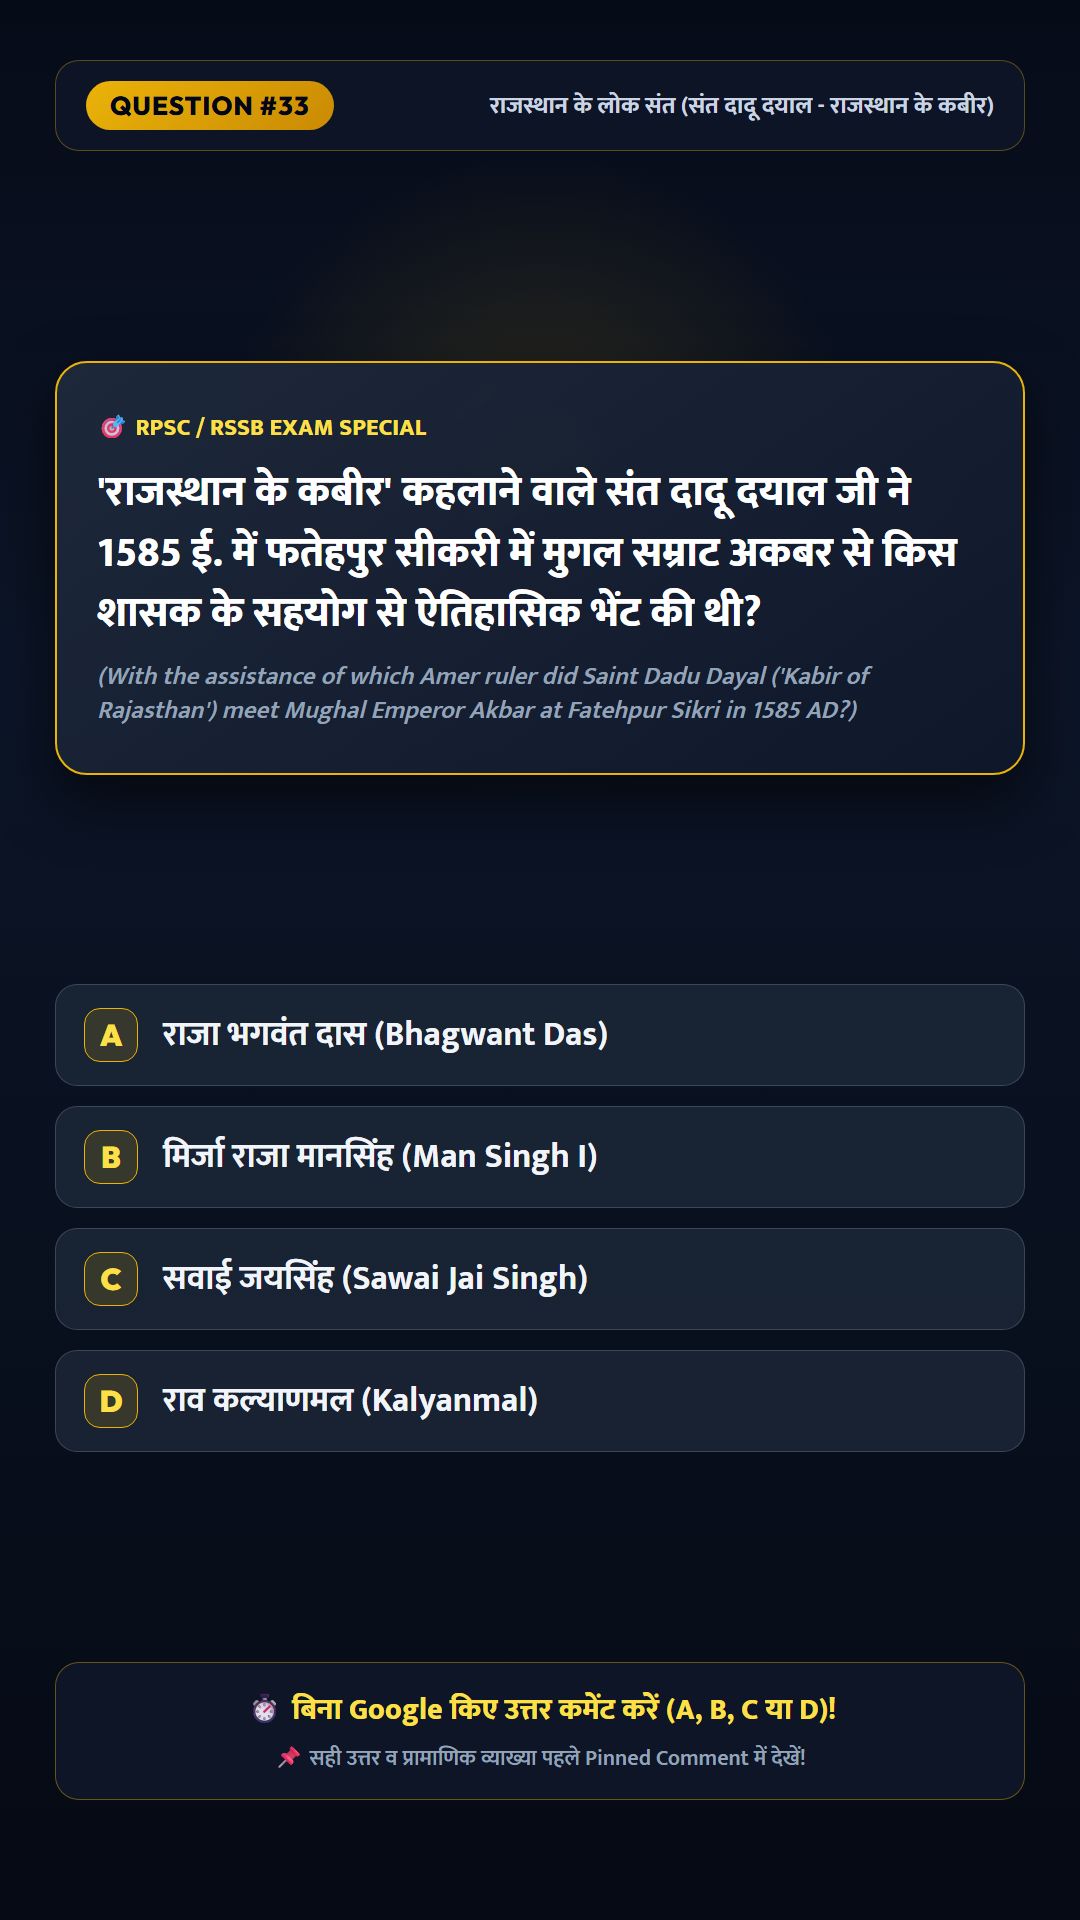 QUESTION #33
राजस्थान के लोक संत (संत दादू दयाल - राजस्थान के कबीर)
🎯 RPSC / RSSB EXAM SPECIAL
'राजस्थान के कबीर' कहलाने वाले संत दादू दयाल जी ने
1585 ई. में फतेहपुर सीकरी में मुगल सम्राट अकबर से किस
शासक के सहयोग से ऐतिहासिक भेंट की थी?
(With the assistance of which Amer ruler did Saint Dadu Dayal ('Kabir of
Rajasthan') meet Mughal Emperor Akbar at Fatehpur Sikri in 1585 AD?)
A राजा भगवंत दास (Bhagwant Das)
B मिर्जा राजा मानसिंह (Man Singh I)
C सवाई जयसिंह (Sawai Jai Singh)
D राव कल्याणमल (Kalyanmal)
⏱️ बिना Google किए उत्तर कमेंट करें (A, B, C या D)!
📌 सही उत्तर व प्रामाणिक व्याख्या पहले Pinned Comment में देखें!